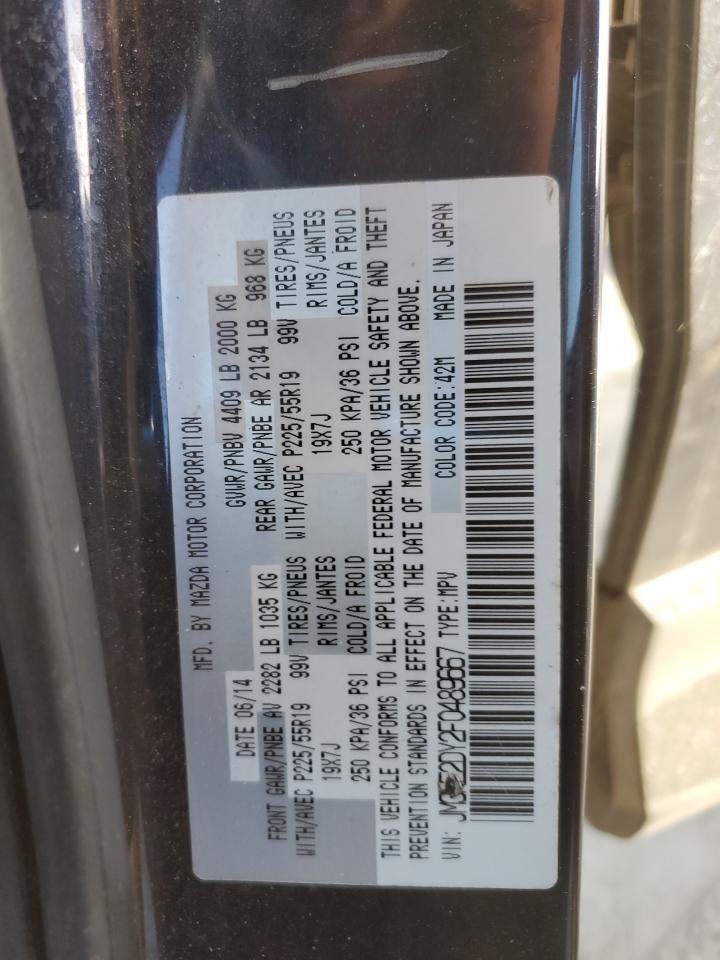 MFD. BY MAZDA MOTOR CORPORATION
DATE 06/14 GVWR/PNBV 4409 LB 2000 KG
FRONT GAWR/PNBE AV 2282 LB 1035 KG REAR GAWR/PNBE AR 2134 LB 968 KG
WITH/AVEC P225/55R19 99V TIRES/PNEUS WITH/AVEC P225/55R19 99V TIRES/PNEUS
19X7J RIMS/JANTES 19X7J RIMS/JANTES
250 KPA/36 PSI COLD/A FROID 250 KPA/36 PSI COLD/A FROID
THIS VEHICLE CONFORMS TO ALL APPLICABLE FEDERAL MOTOR VEHICLE SAFETY AND THEFT
PREVENTION STANDARDS IN EFFECT ON THE DATE OF MANUFACTURE SHOWN ABOVE.
VIN: TYPE:MPV COLOR CODE:42M MADE IN JAPAN